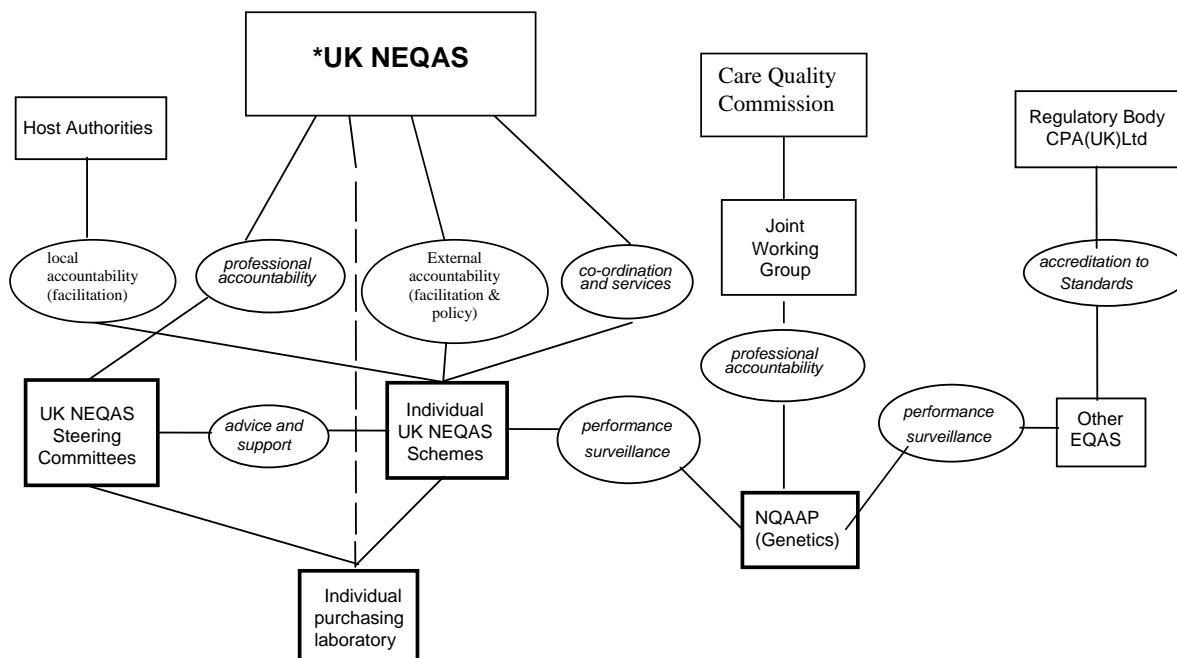 *UK NEQAS
Care Quality
Commission
Host Authorities
Regulatory Body
CPA(UK)Ltd
Joint
Working
Group
local
accountability
(facilitation)
professional
accountability
External
accountability
(facilitation &
policy)
co-ordination
and services
accreditation to
Standards
professional
accountability
UK NEQAS
Steering
Committees
advice and
support
Individual
UK NEQAS
Schemes
performance
surveillance
performance
surveillance
Other
EQAS
NQAAP
(Genetics)
Individual
purchasing
laboratory